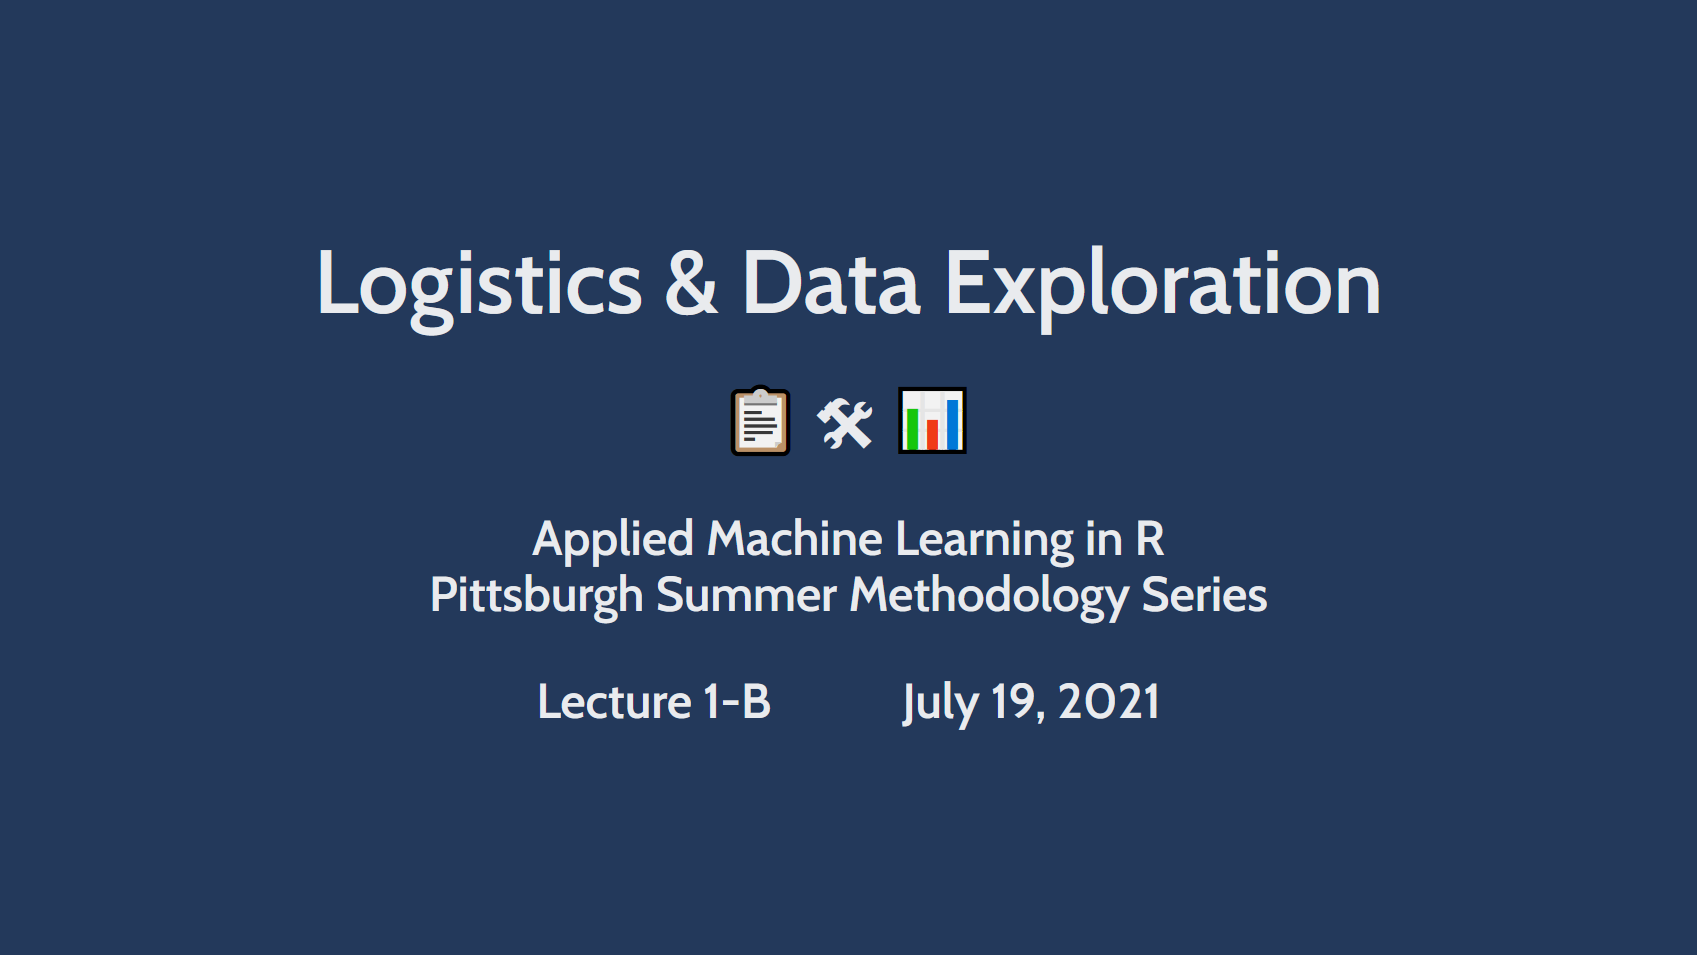 Logistics & Data Exploration
Applied Machine Learning in R
Pittsburgh Summer Methodology Series
Lecture 1-B July 19, 2021